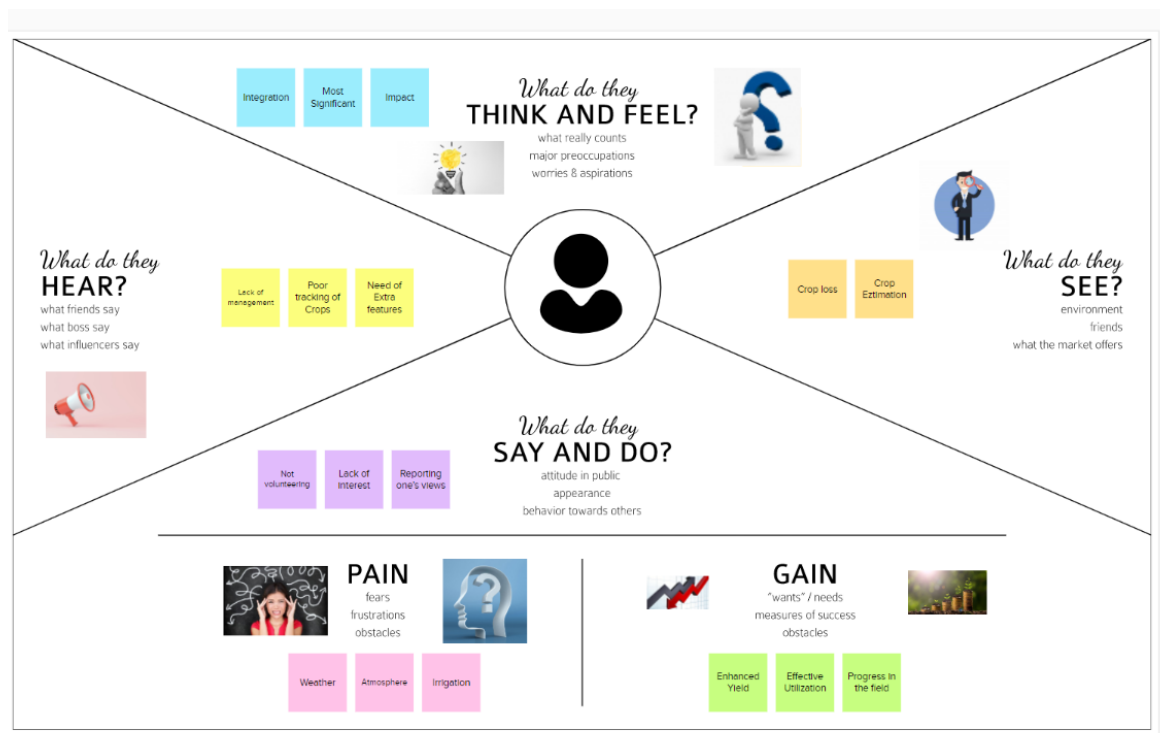 Integration
Most
Significant
Impact
What do they
THINK AND FEEL?
what really counts
major preoccupations
worries & aspirations
What do they
HEAR?
what friends say
what boss say
what influencers say
Lack of
management
Poor
tracking of
Crops
Need of
Extra
features
Crop loss
Crop
Eztimation
What do they
SEE?
environment
friends
what the market offers
What do they
SAY AND DO?
attitude in public
appearance
behavior towards others
Not
volunteering
Lack of
interest
Reporting
one's views
PAIN
fears
frustrations
obstacles
Weather
Atmosphere
Irrigation
GAIN
"wants" / needs
measures of success
obstacles
Enhanced
Yield
Effective
Utilization
Progress in
the field